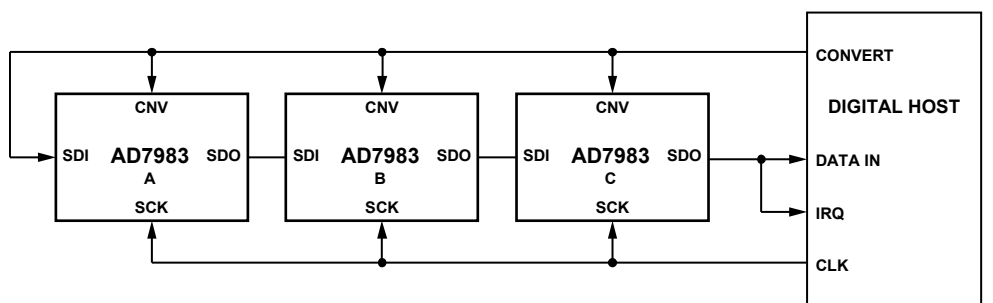 CONVERT
CNV CNV CNV
DIGITAL HOST
SDI AD7983 SDO SDI AD7983 SDO SDI AD7983 SDO DATA IN
A B C
SCK SCK SCK
IRQ
CLK